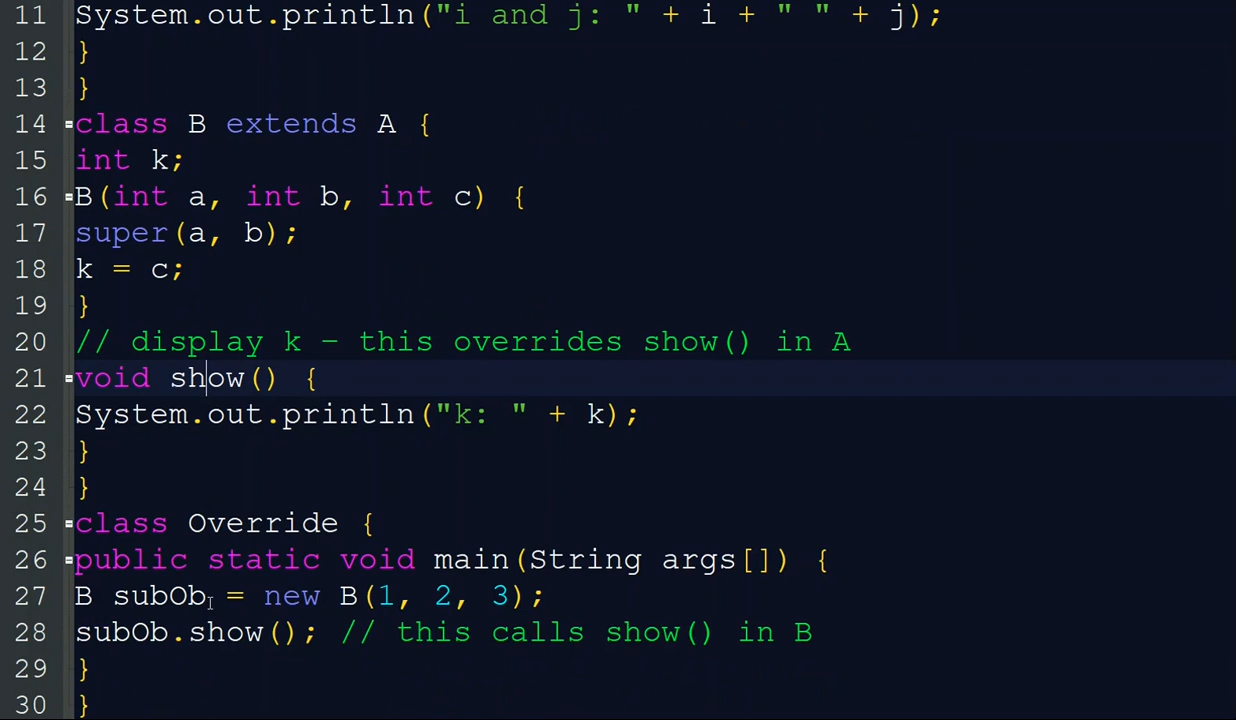 11 System.out.println("i and j: " + i + " " + j);
12 }
13 }
14 class B extends A {
15 int k;
16 B(int a, int b, int c) {
17 super(a, b);
18 k = c;
19 }
20 // display k – this overrides show() in A
21 void show() {
22 System.out.println("k: " + k);
23 }
24 }
25 class Override {
26 public static void main(String args[]) {
27 B subOb = new B(1, 2, 3);
28 subOb.show(); // this calls show() in B
29 }
30 }